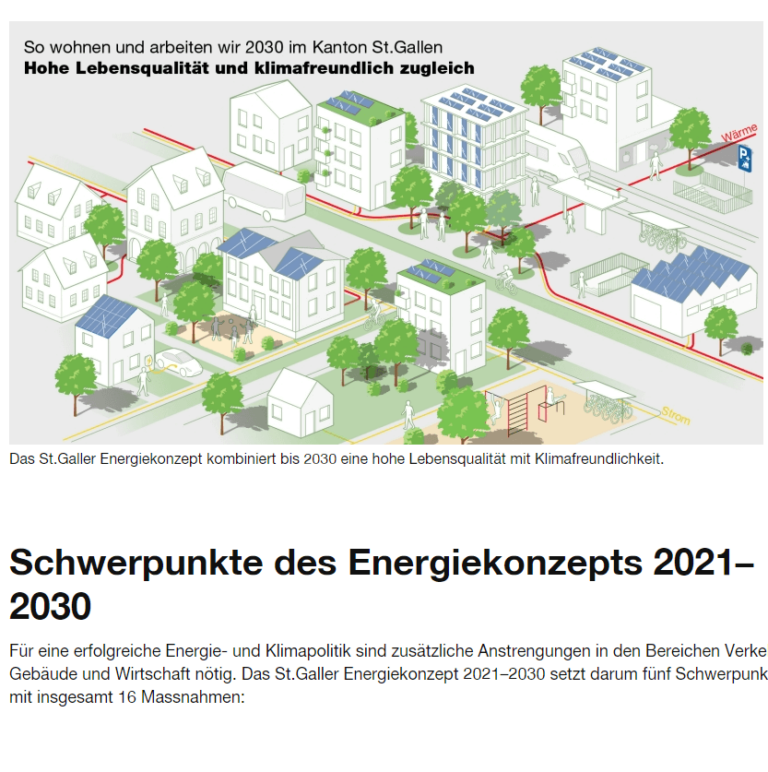 So wohnen und arbeiten wir 2030 im Kanton St.Gallen
Hohe Lebensqualität und klimafreundlich zugleich
Wärme
P
Strom
Das St.Galler Energiekonzept kombiniert bis 2030 eine hohe Lebensqualität mit Klimafreundlichkeit.
Schwerpunkte des Energiekonzepts 2021–
2030
Für eine erfolgreiche Energie- und Klimapolitik sind zusätzliche Anstrengungen in den Bereichen Verke
Gebäude und Wirtschaft nötig. Das St.Galler Energiekonzept 2021–2030 setzt darum fünf Schwerpunk
mit insgesamt 16 Massnahmen: